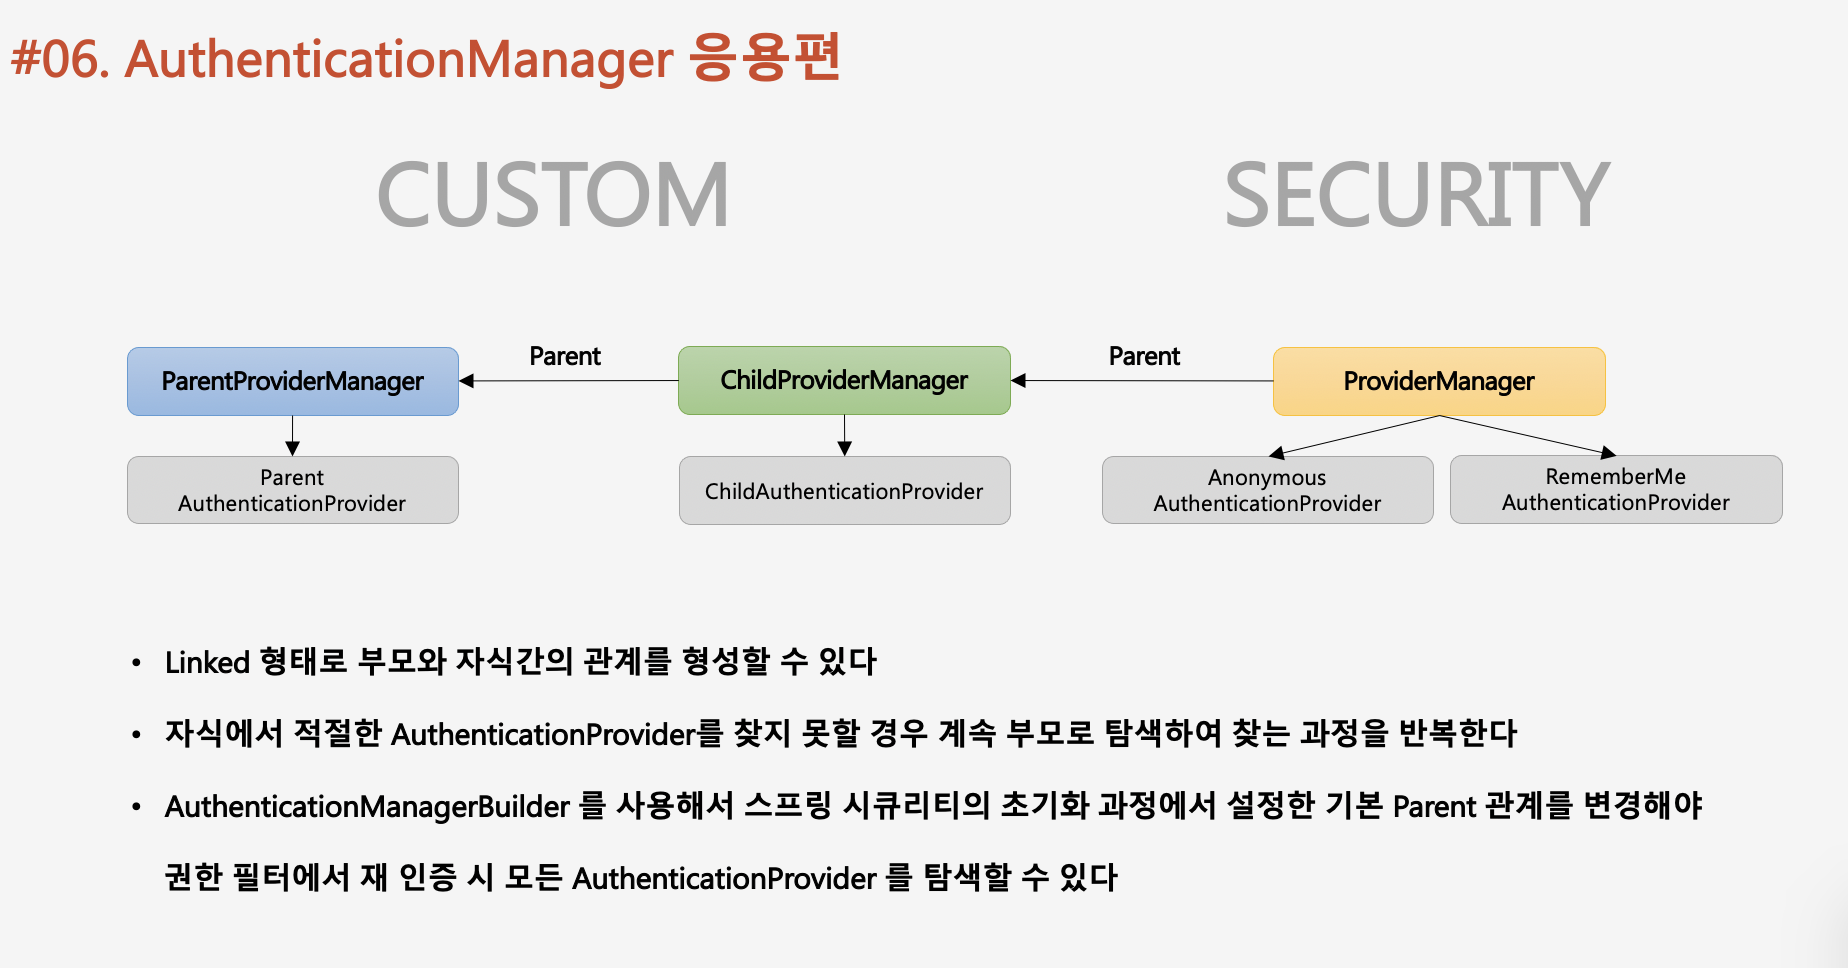 #06. AuthenticationManager 응용편
CUSTOM
SECURITY
Parent
Parent
ParentProviderManager
ChildProviderManager
ProviderManager
Parent
AuthenticationProvider
ChildAuthenticationProvider
Anonymous
AuthenticationProvider
RememberMe
AuthenticationProvider
• Linked 형태로 부모와 자식간의 관계를 형성할 수 있다
• 자식에서 적절한 AuthenticationProvider를 찾지 못할 경우 계속 부모로 탐색하여 찾는 과정을 반복한다
• AuthenticationManagerBuilder 를 사용해서 스프링 시큐리티의 초기화 과정에서 설정한 기본 Parent 관계를 변경해야
권한 필터에서 재 인증 시 모든 AuthenticationProvider 를 탐색할 수 있다